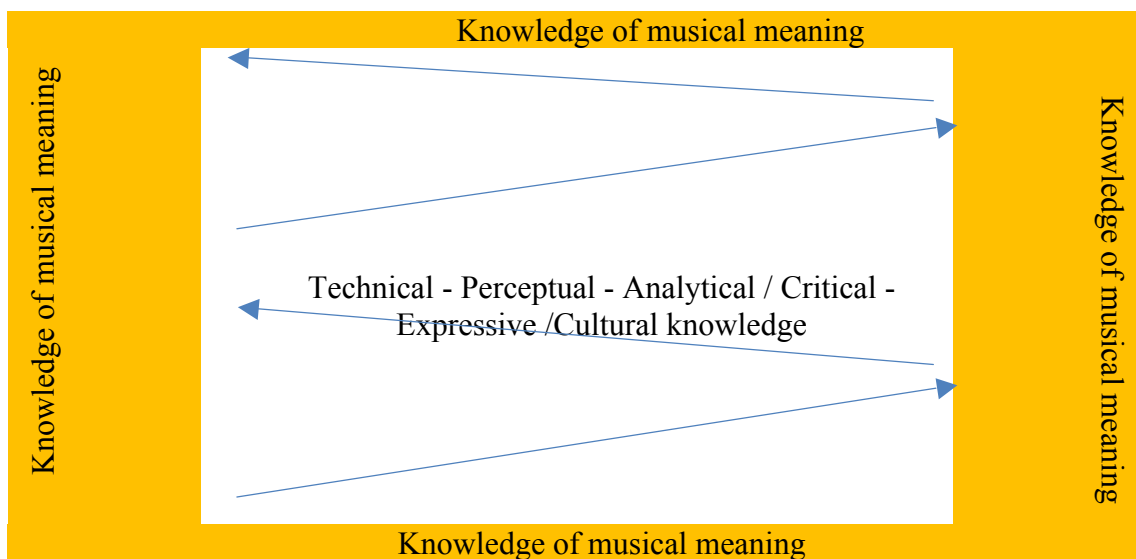 Knowledge of musical meaning
Knowledge of musical meaning
Knowledge of musical meaning
Technical - Perceptual - Analytical / Critical -
Expressive /Cultural knowledge
Knowledge of musical meaning